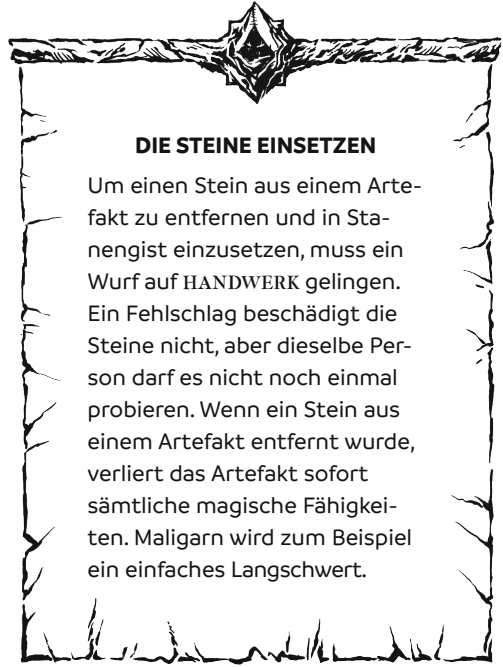 DIE STEINE EINSETZEN
Um einen Stein aus einem Arte-
fakt zu entfernen und in Sta-
nengist einzusetzen, muss ein
Wurf auf HANDWERK gelingen.
Ein Fehlschlag beschädigt die
Steine nicht, aber dieselbe Per-
son darf es nicht noch einmal
probieren. Wenn ein Stein aus
einem Artefakt entfernt wurde,
verliert das Artefakt sofort
sämtliche magische Fähigkei-
ten. Maligarn wird zum Beispiel
ein einfaches Langschwert.